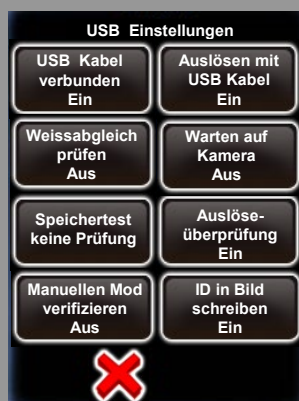 USB Einstellungen
USB Kabel
verbunden
Ein
Auslösen mit
USB Kabel
Ein
Weissabgleich
prüfen
Aus
Warten auf
Kamera
Aus
Speichertest
keine Prüfung
Auslöse-
überprüfung
Ein
Manuellen Mod
verifizieren
Aus
ID in Bild
schreiben
Ein